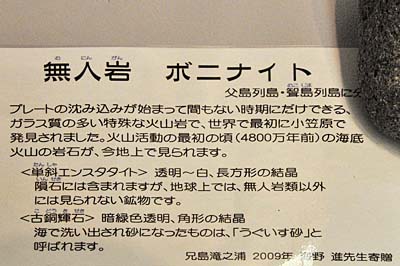 無人岩 ボニナイト
父島列島・聟島列島に
プレートの沈み込みが始まって間もない時期にだけできる、
ガラス質の多い特殊な火山岩で、世界で最初に小笠原で
発見されました。火山活動の最初の頃(4800万年前)の海底
火山の岩石が、今地上で見られます。
<単斜エンスタタイト> 透明~白、長方形の結晶
隕石には含まれますが、地球上では、無人岩類以外
には見られない鉱物です。
<古銅輝石> 暗緑色透明、角形の結晶
海で洗い出され砂になったものは、「うぐいす砂」と
呼ばれます。
兄島滝之浦 2009年 野 進先生寄贈